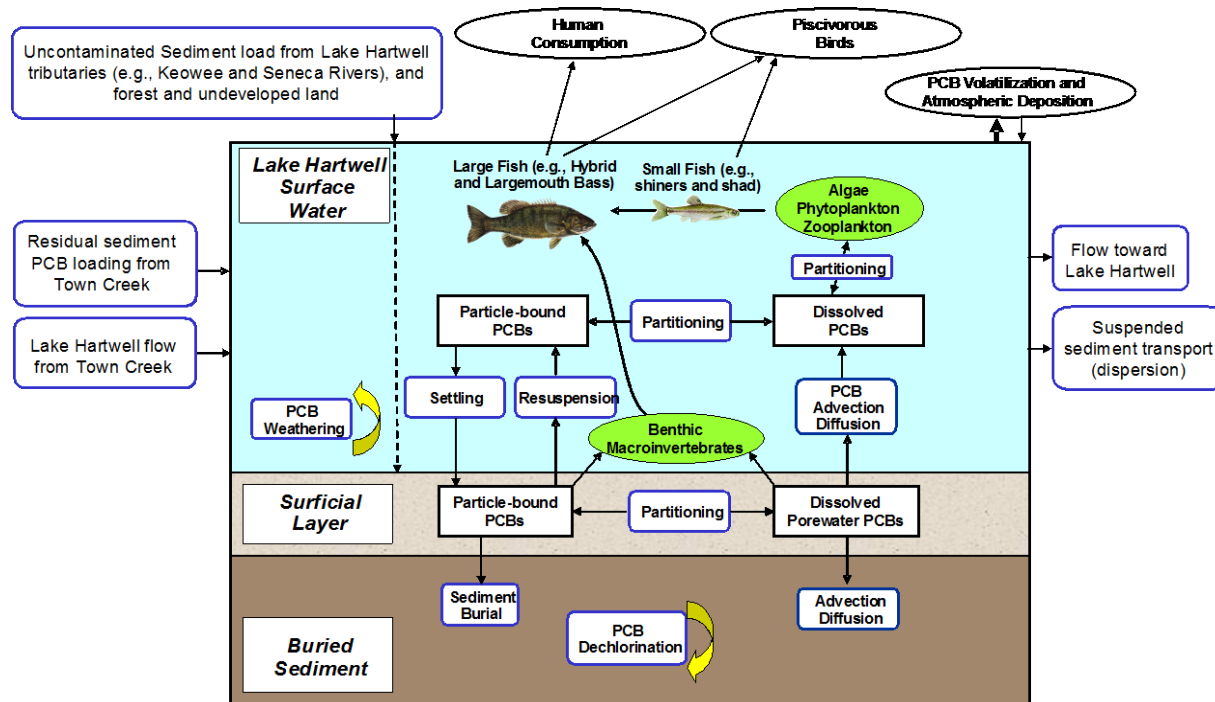 Human
Consumption
Piscivorous
Birds
Uncontaminated Sediment load from Lake Hartwell
tributaries (e.g., Keowee and Seneca Rivers), and
forest and undeveloped land
PCB Volatilization and
Atmospheric Deposition
Lake Hartwell
Surface
Water
Large Fish (e.g., Hybrid
and Largemouth Bass)
Small Fish (e.g.,
shiners and shad)
Algae
Phytoplankton
Zooplankton
Residual sediment
PCB loading from
Town Creek
Partitioning
Flow toward
Lake Hartwell
Particle-bound
PCBs
Partitioning
Dissolved
PCBs
Lake Hartwell flow
from Town Creek
Suspended
sediment transport
(dispersion)
Settling
Resuspension
PCB
Advection
Diffusion
PCB
Weathering
Benthic
Macroinvertebrates
Surficial
Layer
Particle-bound
PCBs
Partitioning
Dissolved
Porewater PCBs
Sediment
Burial
Advection
Diffusion
PCB
Dechlorination
Buried
Sediment